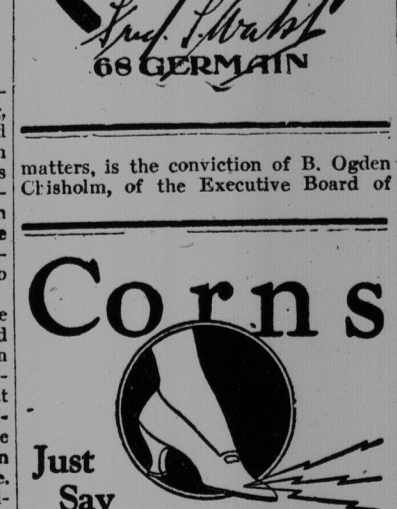 68 GERMAIN
matters, is the conviction of B. Ogden
Chisholm, of the Executive Board of
Corns
Just
Say